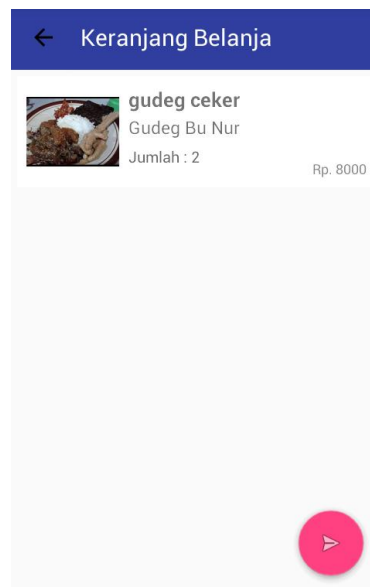 Keranjang Belanja
gudeg ceker
Gudeg Bu Nur
Jumlah : 2
Rp. 8000